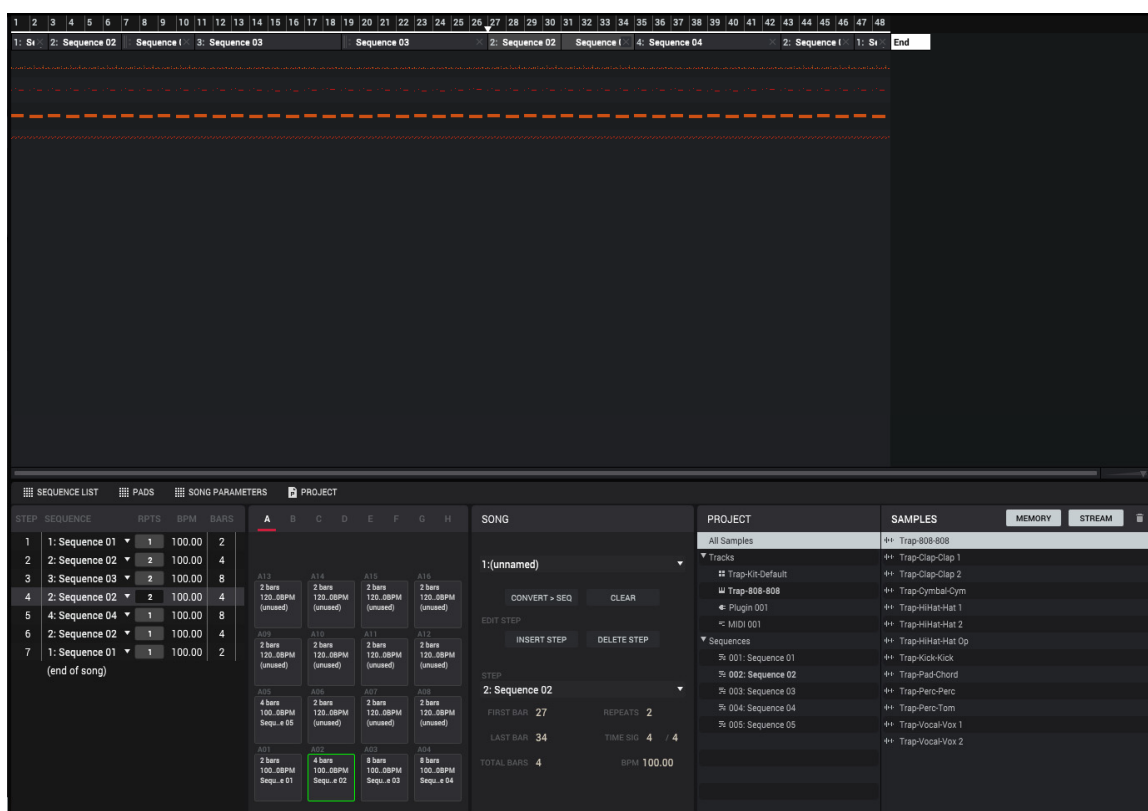 1 2 3 4 5 6 7 8 9 10 11 12 13 14 15 16 17 18 19 20 21 22 23 24 25 26 27 28 29 30 31 32 33 34 35 36 37 38 39 40 41 42 43 44 45 46 47 48
1: Se 2: Sequence 02 Sequence ( 3: Sequence 03 Sequence 03 2: Sequence 02 Sequence ( 4: Sequence 04 2: Sequence ( 1: Se End
SEQUENCE LIST PADS SONG PARAMETERS PROJECT
STEP SEQUENCE RPTS BPM BARS
1 1: Sequence 01 1 100.00 2
2 2: Sequence 02 2 100.00 4
3 3: Sequence 03 2 100.00 8
4 2: Sequence 02 2 100.00 4
5 4: Sequence 04 1 100.00 8
6 2: Sequence 02 1 100.00 4
7 1: Sequence 01 1 100.00 2
(end of song)
A B C D E F G H
A13 A14 A15 A16
2 bars 2 bars 2 bars 2 bars
120..0BPM 120..0BPM 120..0BPM 120..0BPM
(unused) (unused) (unused) (unused)
A09 A10 A11 A12
2 bars 2 bars 2 bars 2 bars
120..0BPM 120..0BPM 120..0BPM 120..0BPM
(unused) (unused) (unused) (unused)
A05 A06 A07 A08
4 bars 2 bars 2 bars 2 bars
100..0BPM 120..0BPM 120..0BPM 120..0BPM
Sequ..e 05 (unused) (unused) (unused)
A01 A02 A03 A04
2 bars 4 bars 8 bars 8 bars
100..0BPM 100..0BPM 100..0BPM 100..0BPM
Sequ..e 01 Sequ..e 02 Sequ..e 03 Sequ..e 04
SONG
1:(unnamed)
CONVERT > SEQ CLEAR
EDIT STEP
INSERT STEP DELETE STEP
STEP
2: Sequence 02
FIRST BAR 27 REPEATS 2
LAST BAR 34 TIME SIG 4 / 4
TOTAL BARS 4 BPM 100.00
PROJECT
All Samples
Tracks
Trap-Kit-Default
Trap-808-808
Plugin 001
MIDI 001
Sequences
001: Sequence 01
002: Sequence 02
003: Sequence 03
004: Sequence 04
005: Sequence 05
SAMPLES MEMORY STREAM
Trap-808-808
Trap-Clap-Clap 1
Trap-Clap-Clap 2
Trap-Cymbal-Cym
Trap-HiHat-Hat 1
Trap-HiHat-Hat 2
Trap-HiHat-Hat Op
Trap-Kick-Kick
Trap-Pad-Chord
Trap-Perc-Perc
Trap-Perc-Tom
Trap-Vocal-Vox 1
Trap-Vocal-Vox 2